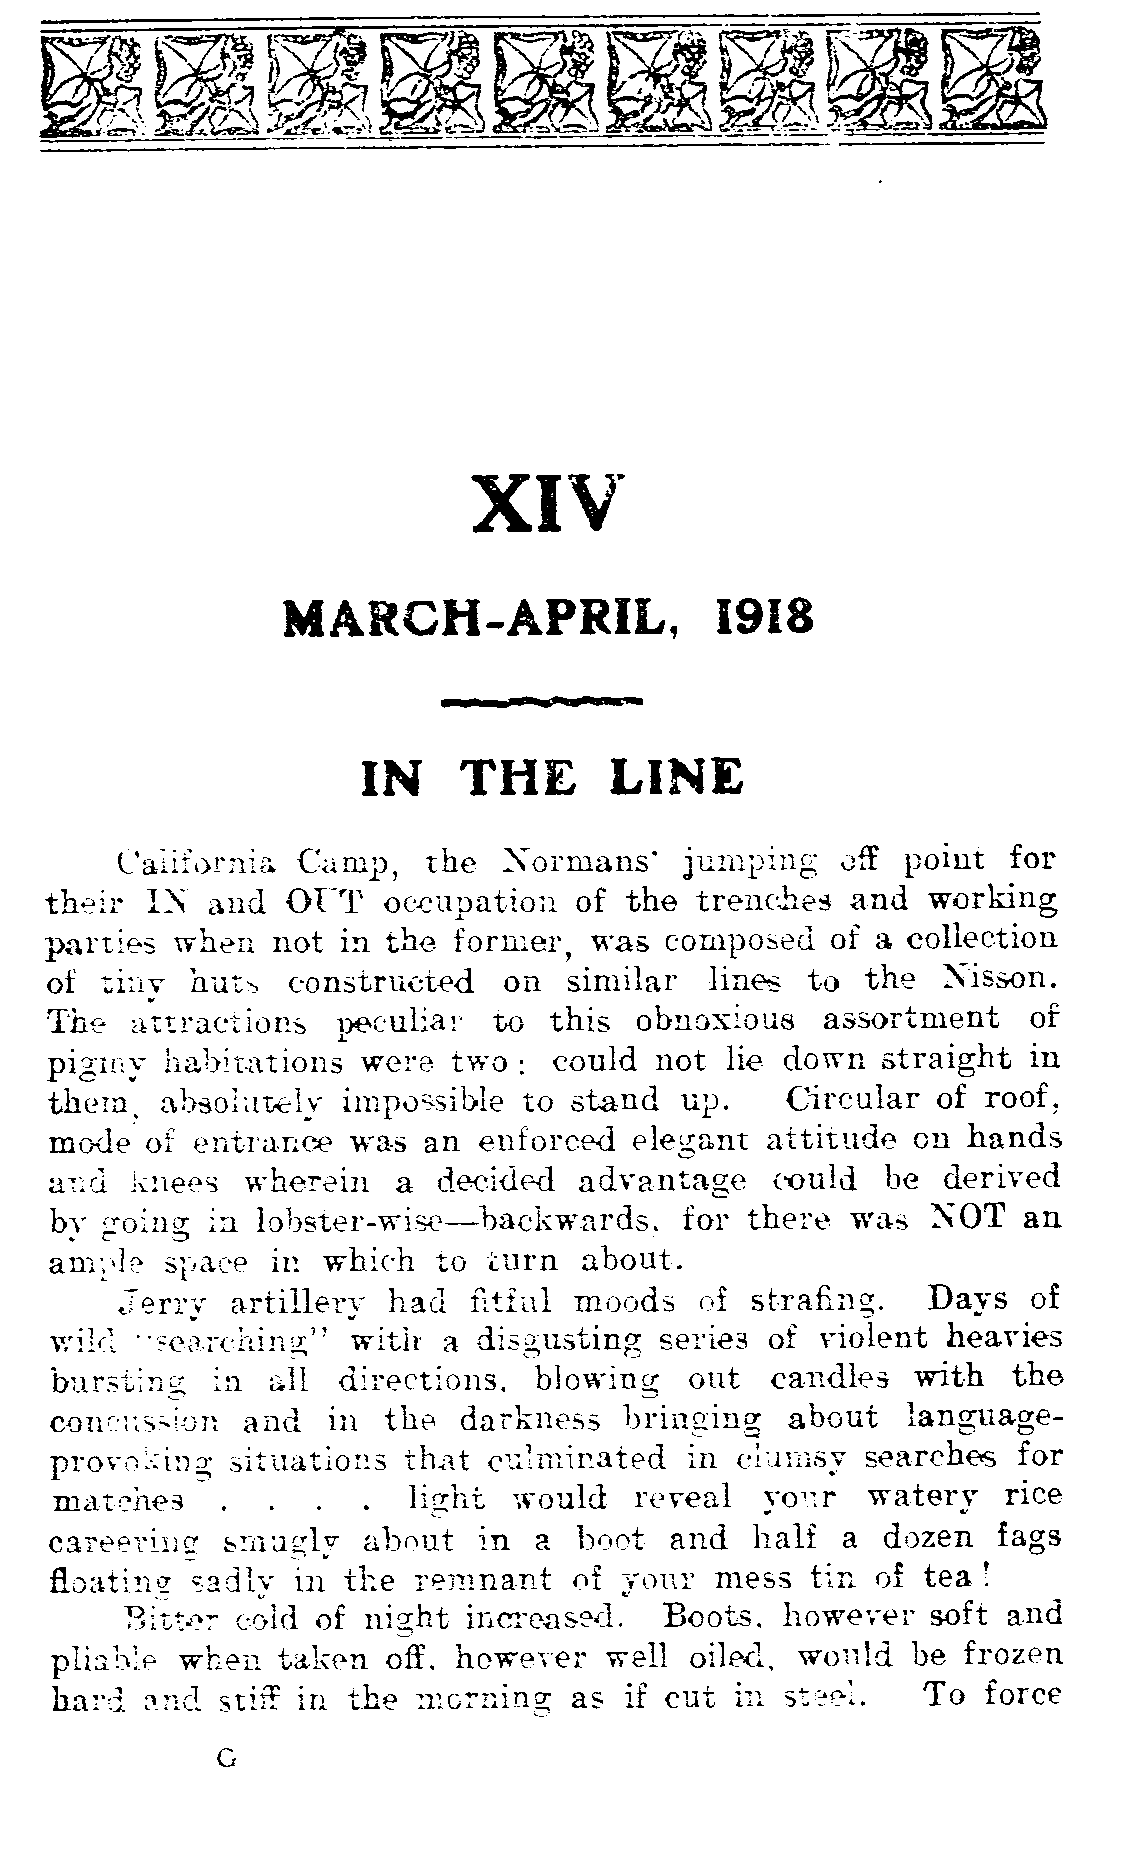 XIV
MARCH-APRIL, 1918
IN THE LINE
California Camp, the Normans' jumping off point for
their IN and OUT occupation of the trenches and working
parties when not in the former, was composed of a collection
of tiny huts constructed on similar lines to the Nisson.
The attractions peculiar to this obnoxious assortment of
pigmy habitations were two: could not lie down straight in
them, absolutely impossible to stand up. Circular of roof,
mode of entrance was an enforced elegant attitude on hands
and knees wherein a decided advantage could be derived
by going in lobster-wise—backwards, for there was NOT an
ample space in which to turn about.
Jerry artillery had fitful moods of strafing. Days of
wild "searching" with a disgusting series of violent heavies
bursting in all directions, blowing out candles with the
concussion and in the darkness bringing about language-
provoking situations that culminated in clumsy searches for
matches . . . . light would reveal your watery rice
careering smugly about in a boot and half a dozen fags
floating sadly in the remnant of your mess tin of tea!
Bitter cold of night increased. Boots, however soft and
pliable when taken off, however well oiled, would be frozen
hard and stiff in the morning as if cut in steel. To force
G